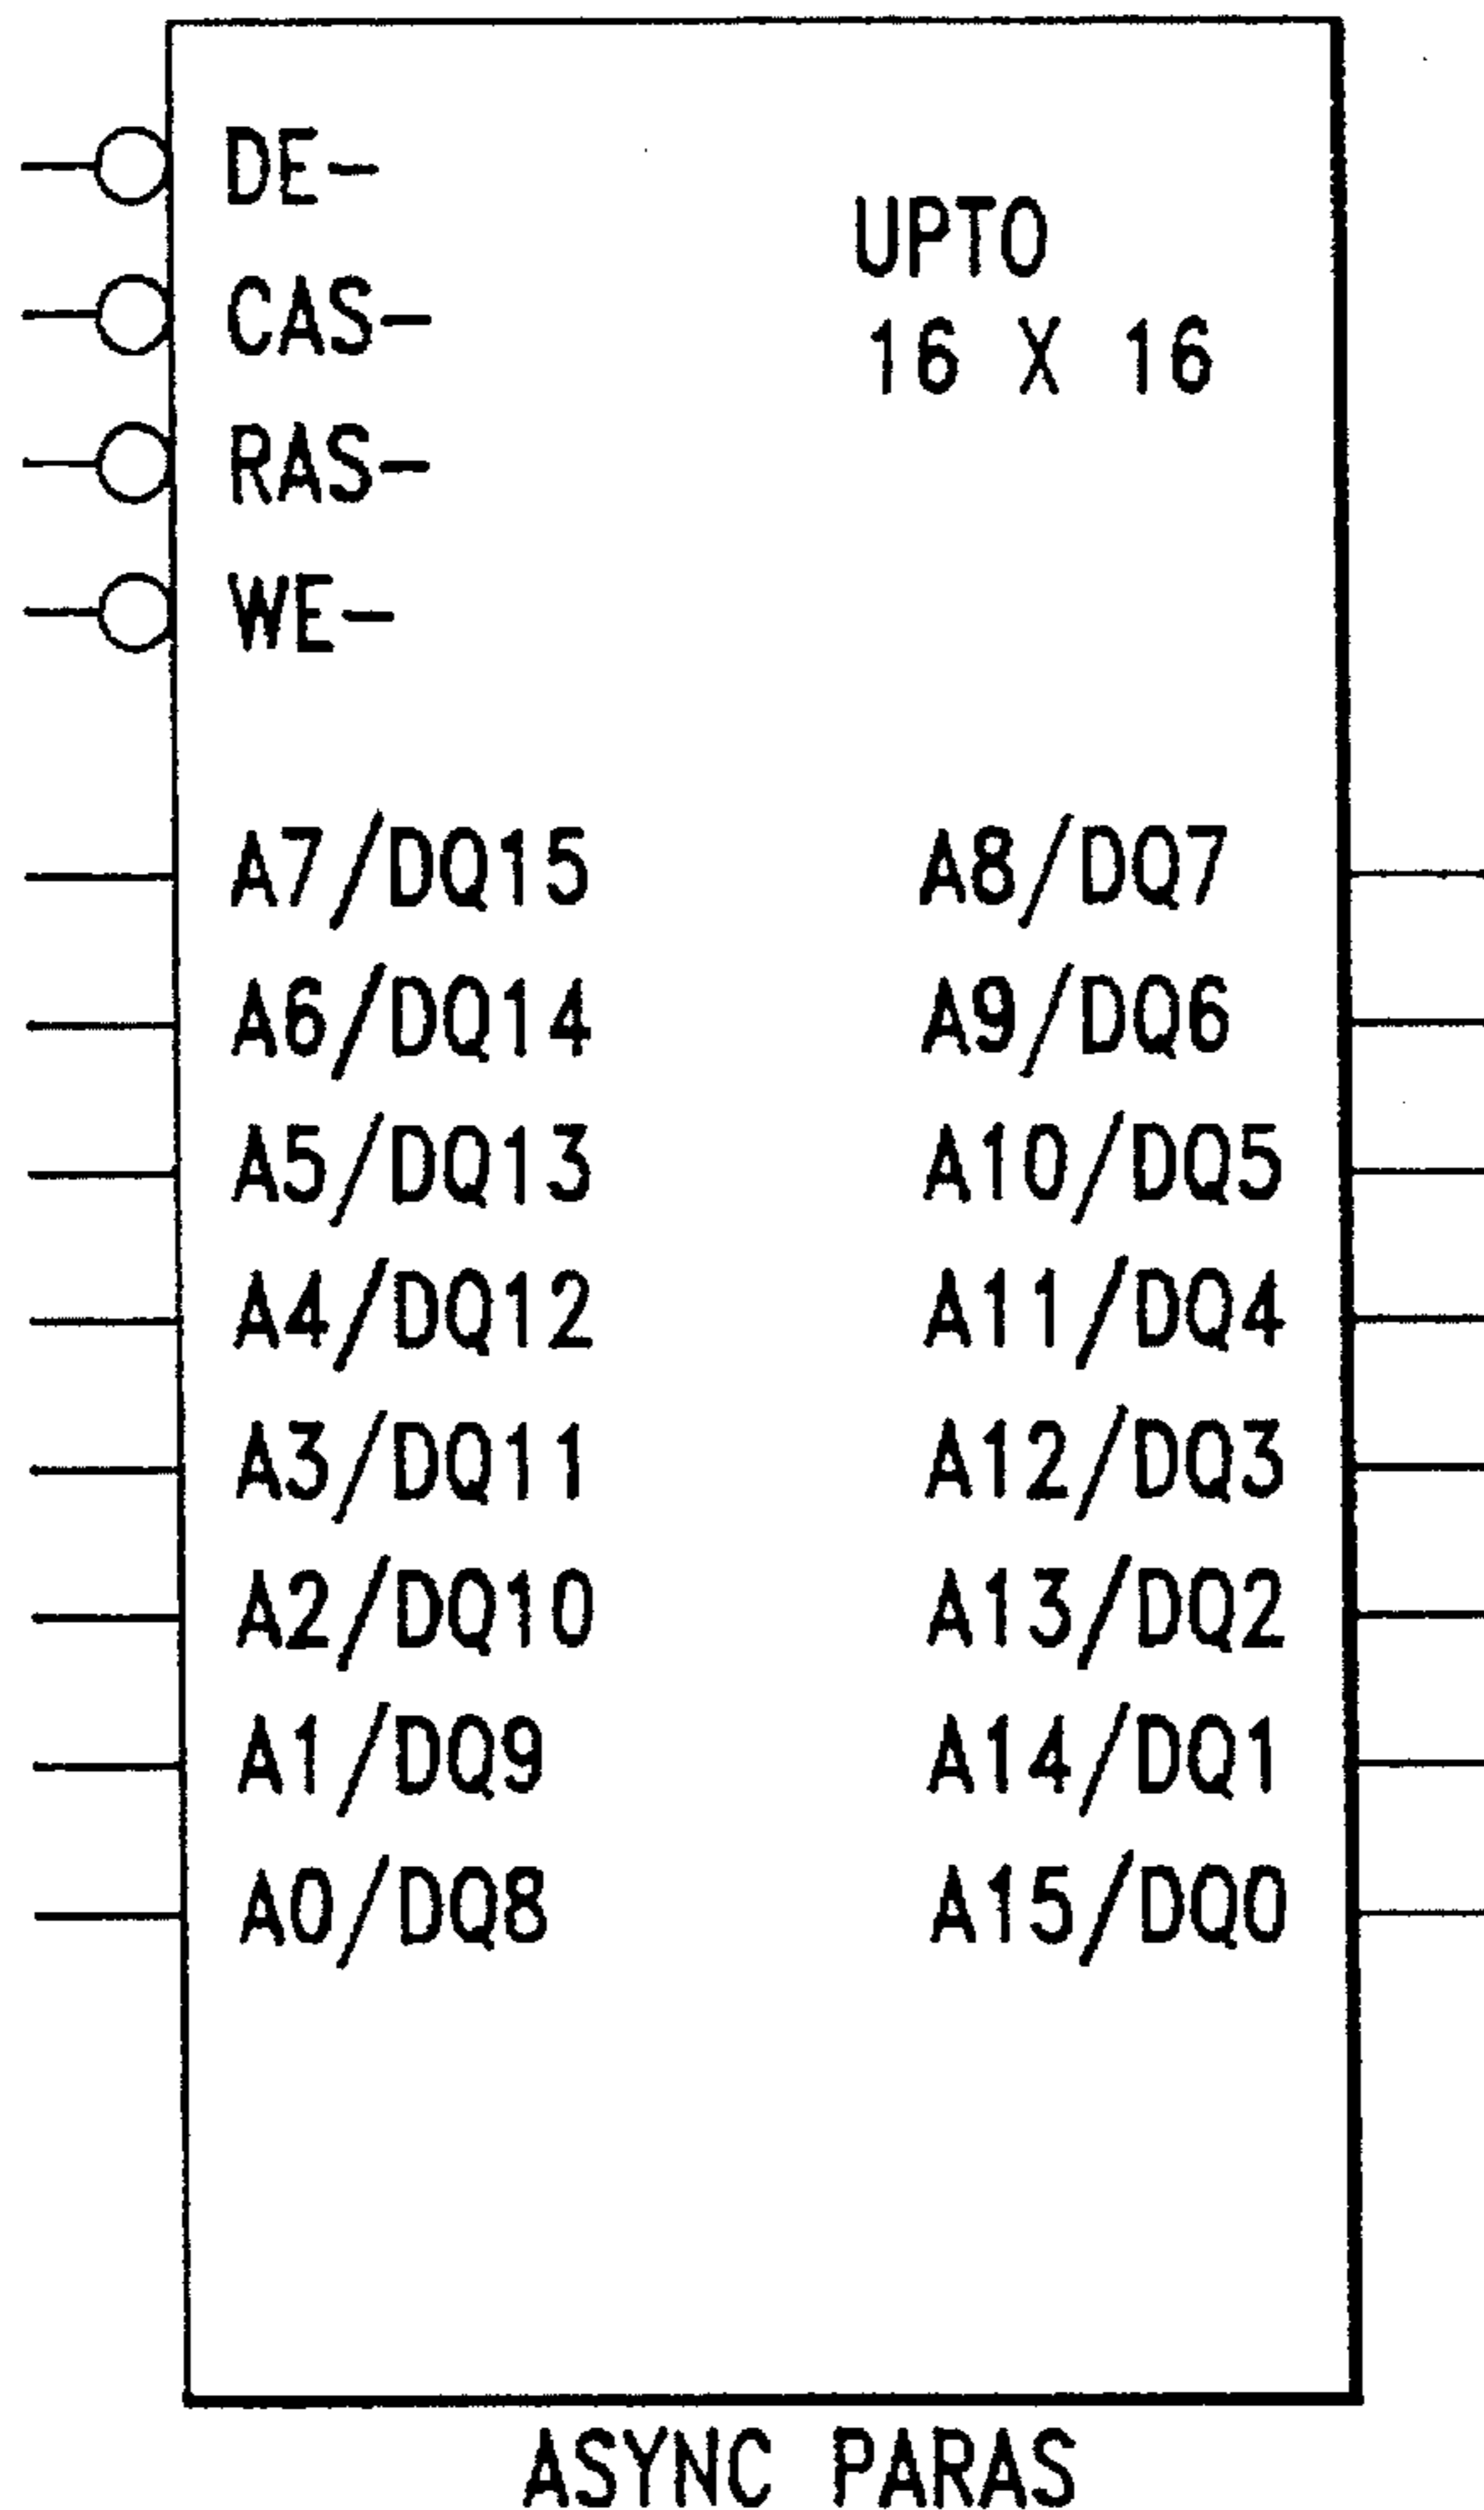 DE-
UPTO
CAS-
16 X 16
RAS-
WE-
A7/DQ15 A8/DQ7
A6/DQ14 A9/DQ6
A5/DQ13 A10/DQ5
A4/DQ12 A11/DQ4
A3/DQ11 A12/DQ3
A2/DQ10 A13/DQ2
A1/DQ9 A14/DQ1
A0/DQ8 A15/DQ0
ASYNC PARAS